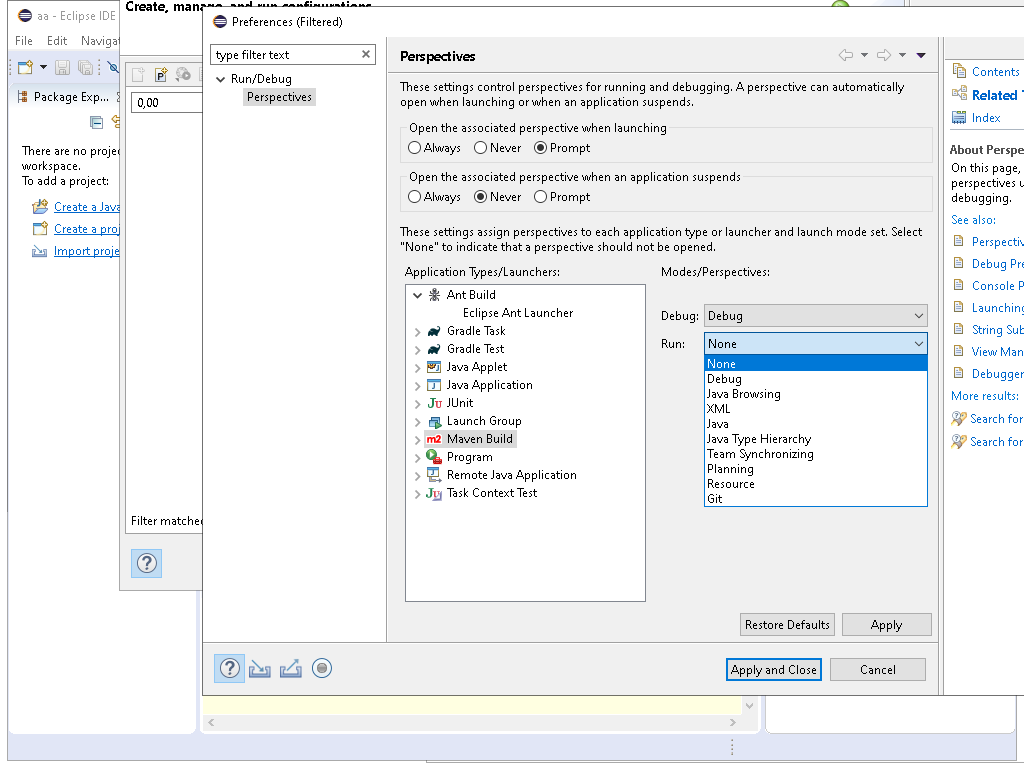 aa - Eclipse IDE
Create, manage, and run configurations
File Edit Navigat
Package Exp...
There are no proje
workspace.
To add a project:
Create a Java
Create a proj
Import proje
0,00
Filter matche
Preferences (Filtered)
type filter text
Run/Debug
Perspectives
Perspectives
These settings control perspectives for running and debugging. A perspective can automatically
open when launching or when an application suspends.
Open the associated perspective when launching
Always Never Prompt
Open the associated perspective when an application suspends
Always Never Prompt
These settings assign perspectives to each application type or launcher and launch mode set. Select
"None" to indicate that a perspective should not be opened.
Application Types/Launchers:
Ant Build
Eclipse Ant Launcher
Gradle Task
Gradle Test
Java Applet
Java Application
JUnit
Launch Group
m2 Maven Build
Program
Remote Java Application
Task Context Test
Modes/Perspectives:
Debug: Debug
Run: None
None
Debug
Java Browsing
XML
Java
Java Type Hierarchy
Team Synchronizing
Planning
Resource
Git
Restore Defaults Apply
Apply and Close Cancel
Contents
Related T
Index
About Perspe
On this page,
perspectives u
debugging.
See also:
Perspectiv
Debug Pre
Console P
Launching
String Sub
View Man
Debugger
More results:
Search for
Search for